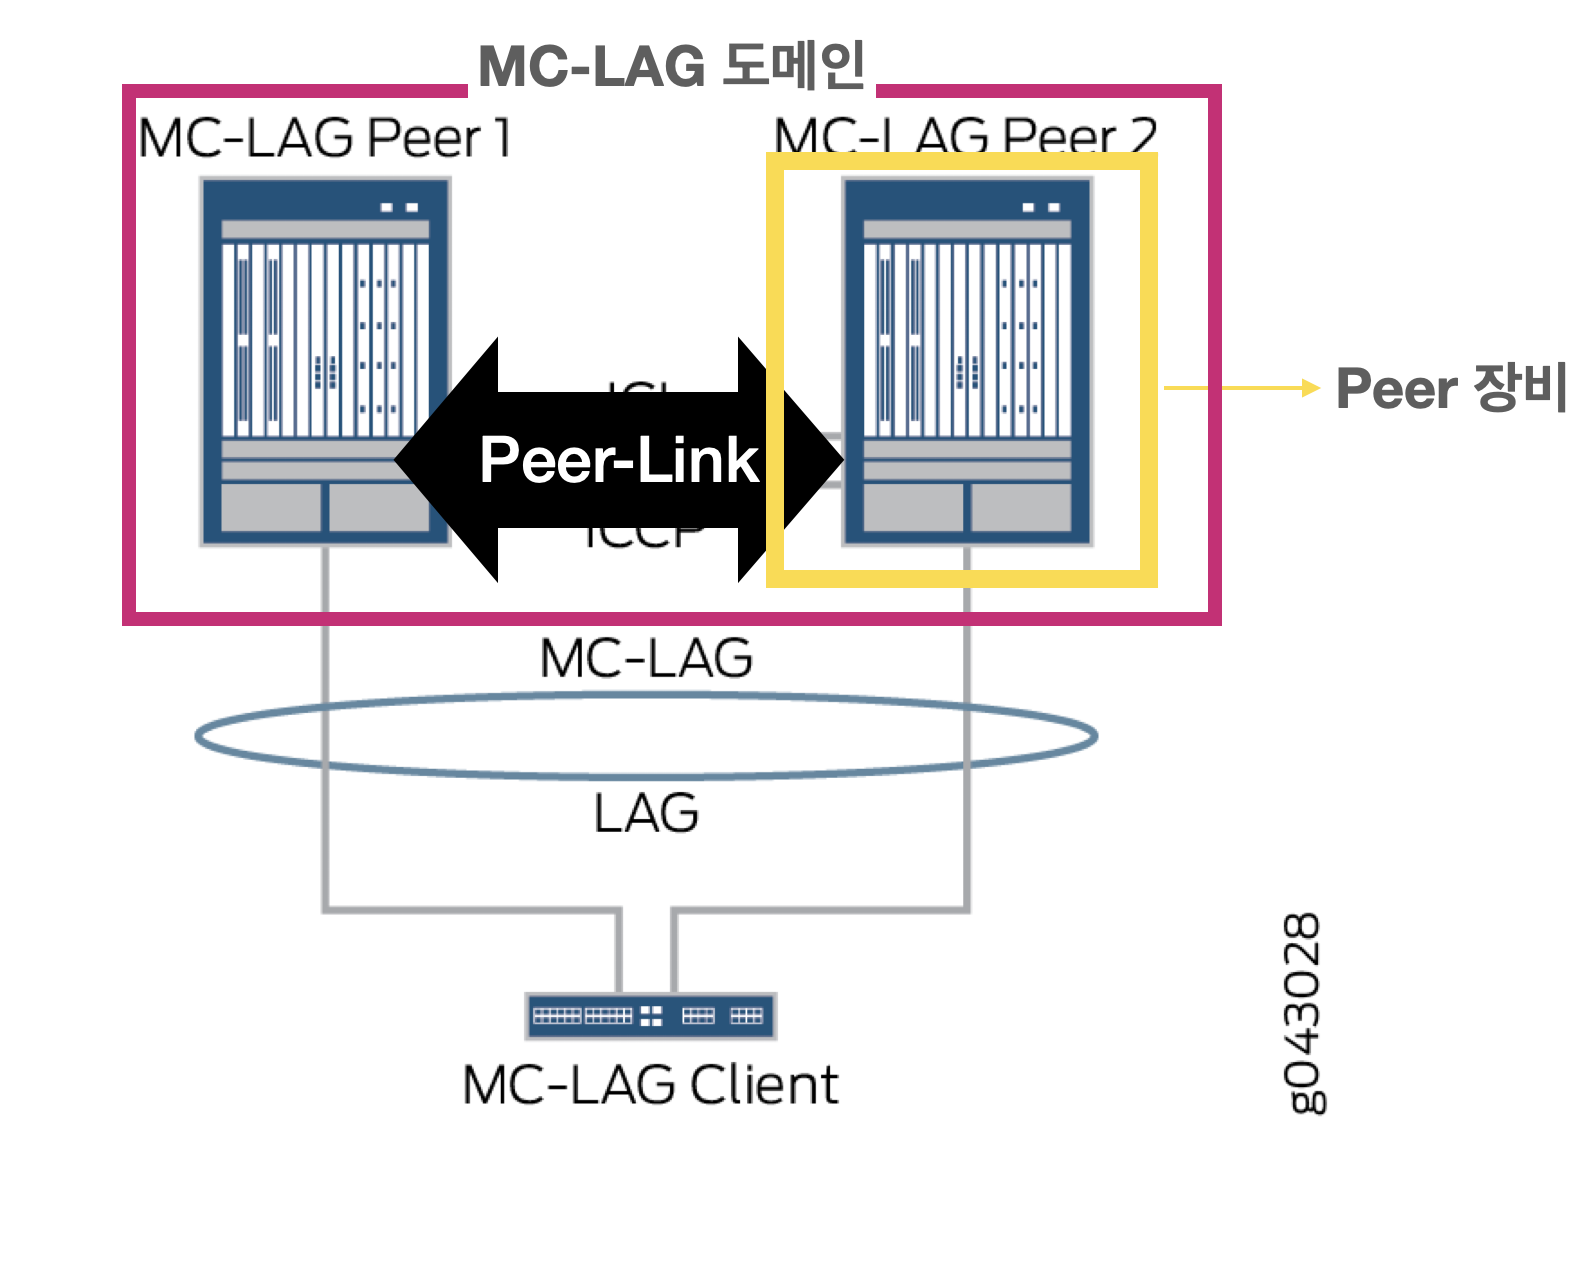 MC-LAG 도메인
MC-LAG Peer 1
MC-LAG Peer 2
Peer 장비
Peer-Link
ICCP
MC-LAG
LAG
MC-LAG Client
g043028